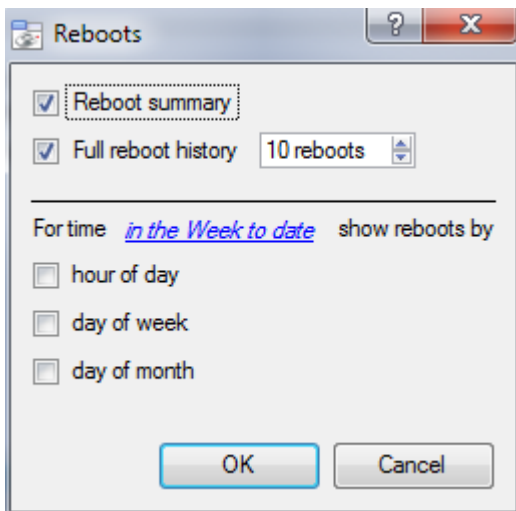 Reboots
Reboot summary
Full reboot history 10 reboots
For time in the Week to date show reboots by
hour of day
day of week
day of month
OK Cancel